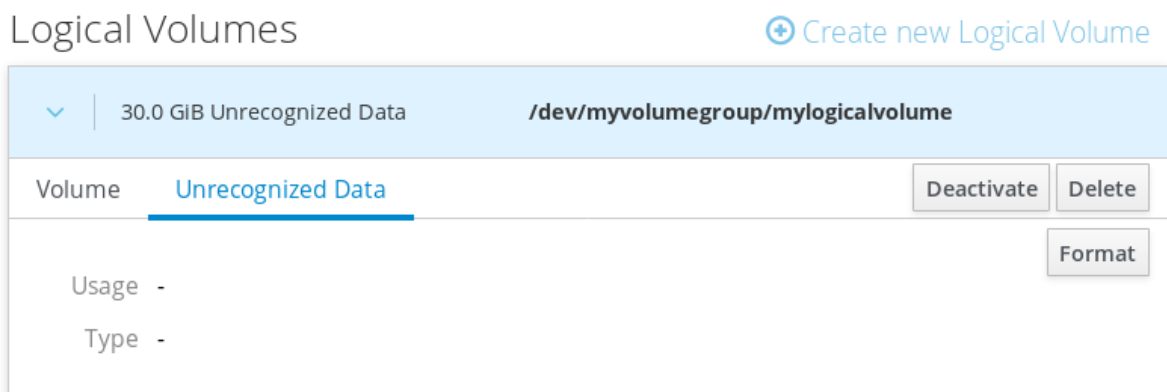 Logical Volumes
Create new Logical Volume
30.0 GiB Unrecognized Data /dev/myvolumegroup/mylogicalvolume
Volume Unrecognized Data Deactivate Delete
Format
Usage -
Type -